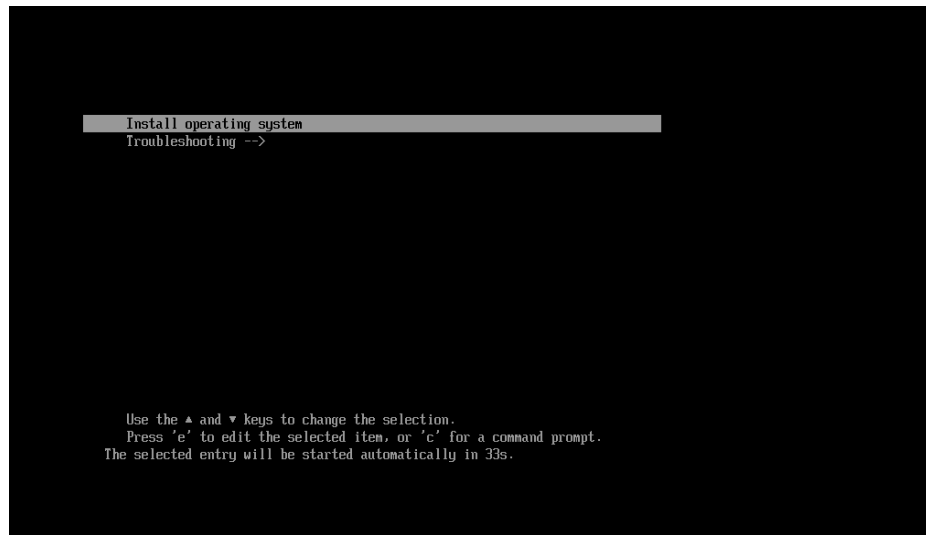 Install operating system
Troubleshooting -->
Use the ▲ and ▼ keys to change the selection.
Press 'e' to edit the selected item, or 'c' for a command prompt.
The selected entry will be started automatically in 33s.